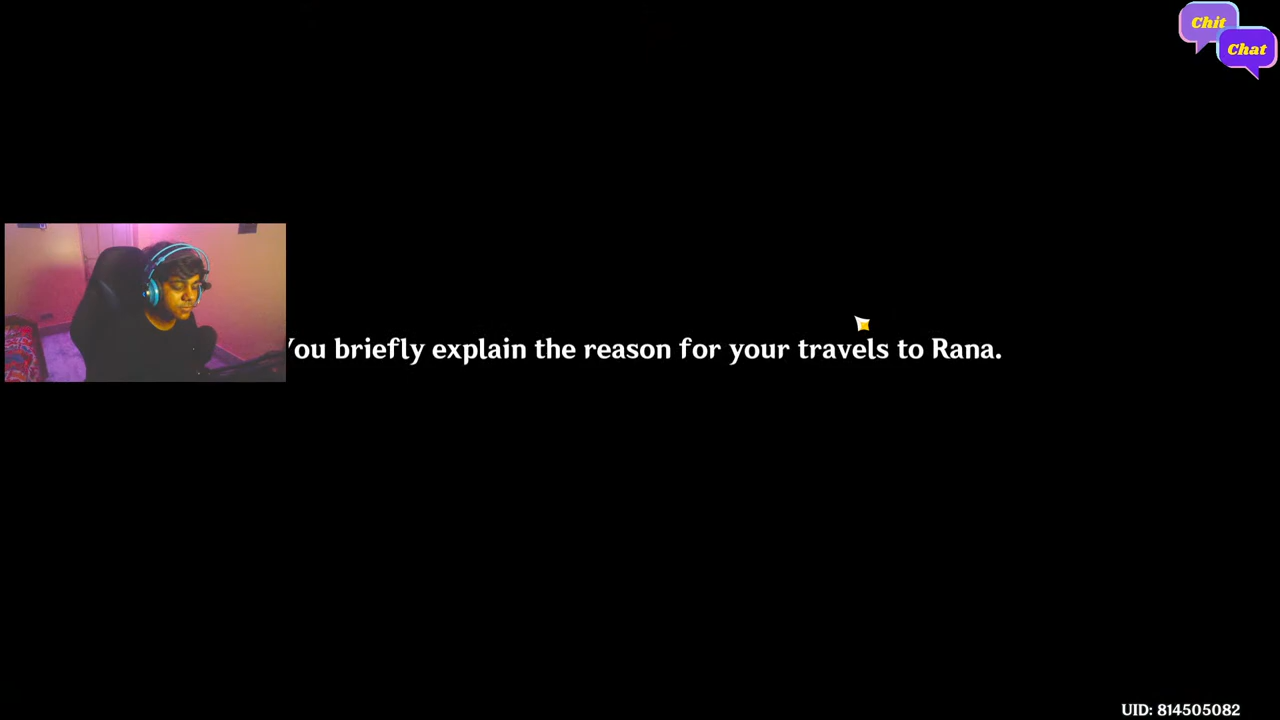 Chit
Chat
You briefly explain the reason for your travels to Rana.
UID: 814505082